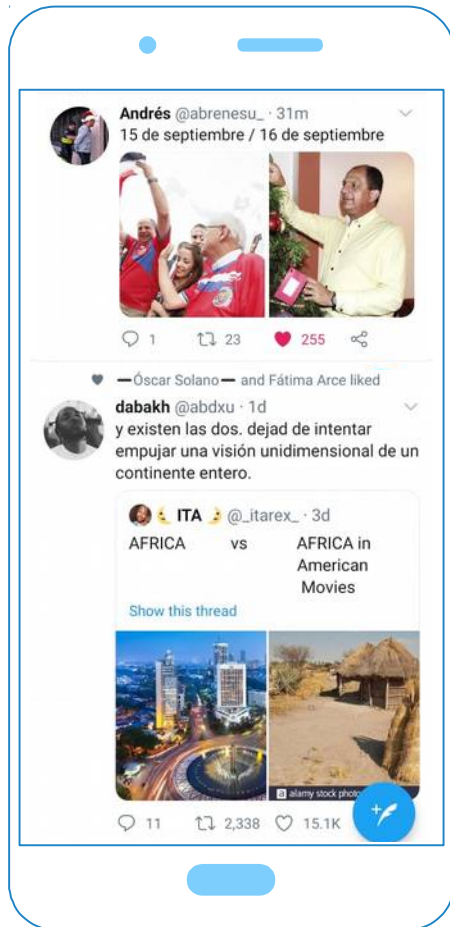 Andrés @abrenesu_ · 31m
15 de septiembre / 16 de septiembre
1 23 255
Óscar Solano and Fátima Arce liked
dabakh @abdxu · 1d
y existen las dos. dejad de intentar
empujar una visión unidimensional de un
continente entero.
ITA @_itarex_ · 3d
AFRICA vs AFRICA in
American
Movies
Show this thread
a alamy stock photo
11 2,338 15.1K